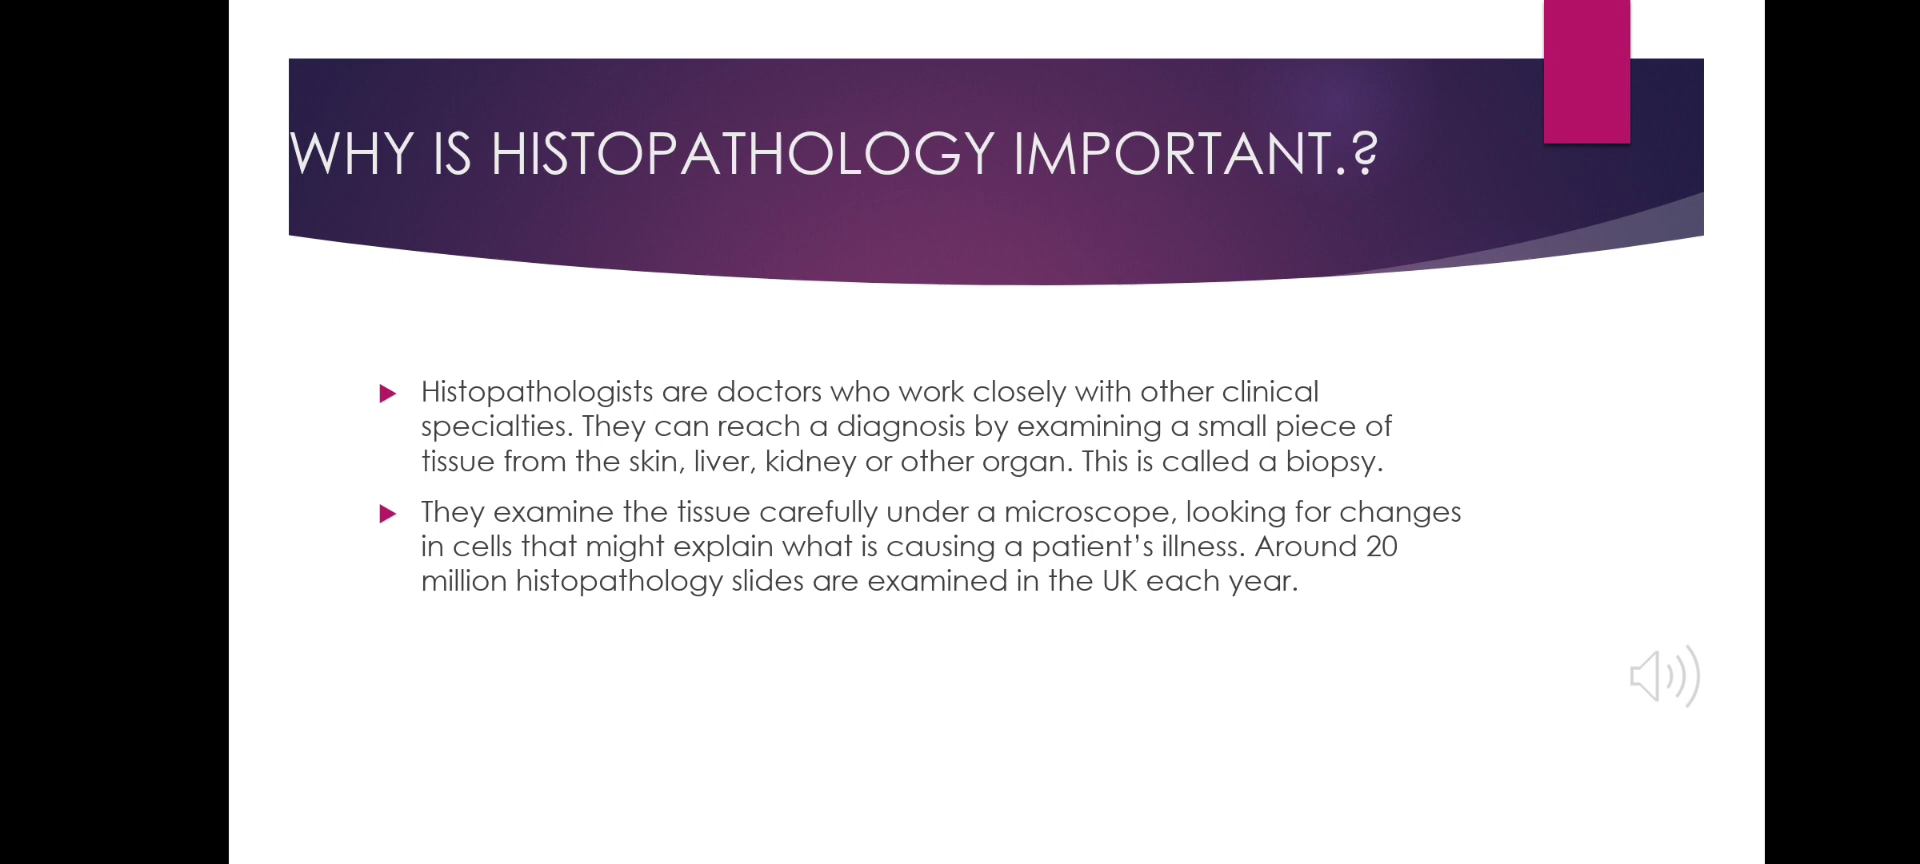 WHY IS HISTOPATHOLOGY IMPORTANT.?
Histopathologists are doctors who work closely with other clinical
specialties. They can reach a diagnosis by examining a small piece of
tissue from the skin, liver, kidney or other organ. This is called a biopsy.
They examine the tissue carefully under a microscope, looking for changes
in cells that might explain what is causing a patient’s illness. Around 20
million histopathology slides are examined in the UK each year.